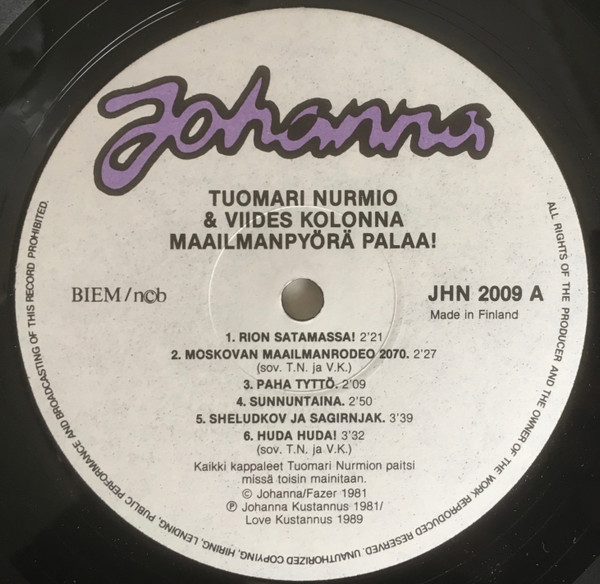 Johanna
TUOMARI NURMIO
& VIIDES KOLONNA
MAAILMANPYÖRÄ PALAA!
BIEM/ncb
JHN 2009 A
Made in Finland
1. RION SATAMASSA! 2'21
2. MOSKOVAN MAAILMANRODEO 2070. 2'27
(sov. T.N. ja V.K.)
3. PAHA TYTTÖ. 2'09
4. SUNNUNTAINA. 2'50
5. SHELUDKOV JA SAGIRNJAK. 3'39
6. HUDA HUDA! 3'32
(sov. T.N. ja V.K.)
Kaikki kappaleet Tuomari Nurmion paitsi
missä toisin mainitaan.
© Johanna/Fazer 1981
℗ Johanna Kustannus 1981/
Love Kustannus 1989
ALL RIGHTS OF THE PRODUCER AND THE OWNER OF THE WORK REPRODUCED RESERVED. UNAUTHORIZED COPYING, HIRING, LENDING, PUBLIC PERFORMANCE AND BROADCASTING OF THIS RECORD PROHIBITED.